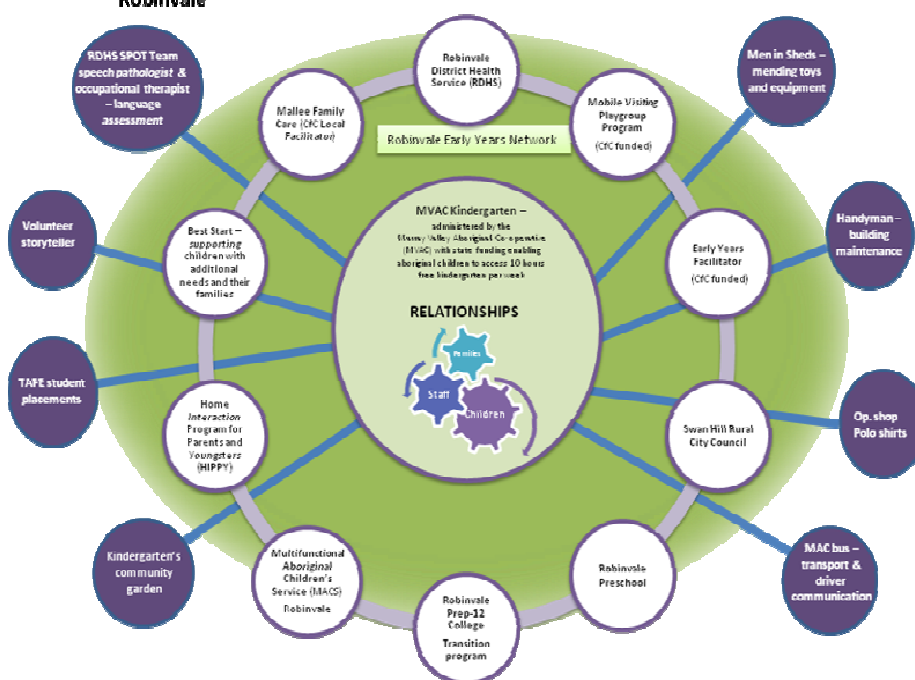 Robinvale
RDHS SPOT Team
speech pathologist &
occupational therapist
– language
assessment
Mallee Family
Care (CfC Local
Facilitator)
Robinvale
District Health
Service (RDHS)
Mobile Visiting
Playgroup
Program
(CfC funded)
Men in Sheds –
mending toys
and equipment
Robinvale Early Years Network
Volunteer
storyteller
Best Start –
supporting
children with
additional
needs and their
families
MVAC Kindergarten –
administered by the
Murray Valley Aboriginal Co-operative
(MVAC) with state funding enabling
aboriginal children to access 10 hours
free kindergarten per week
RELATIONSHIPS
Families
Staff
Children
Early Years
Facilitator
(CfC funded)
Handyman –
building
maintenance
TAFE student
placements
Home
Interaction
Program for
Parents and
Youngsters
(HIPPY)
Swan Hill Rural
City Council
Op. shop
Polo shirts
Kindergarten's
community
garden
Multifunctional
Aboriginal
Children's
Service (MACS)
Robinvale
Robinvale
Prep-12
College
Transition
program
Robinvale
Preschool
MAC bus –
transport &
driver
communication